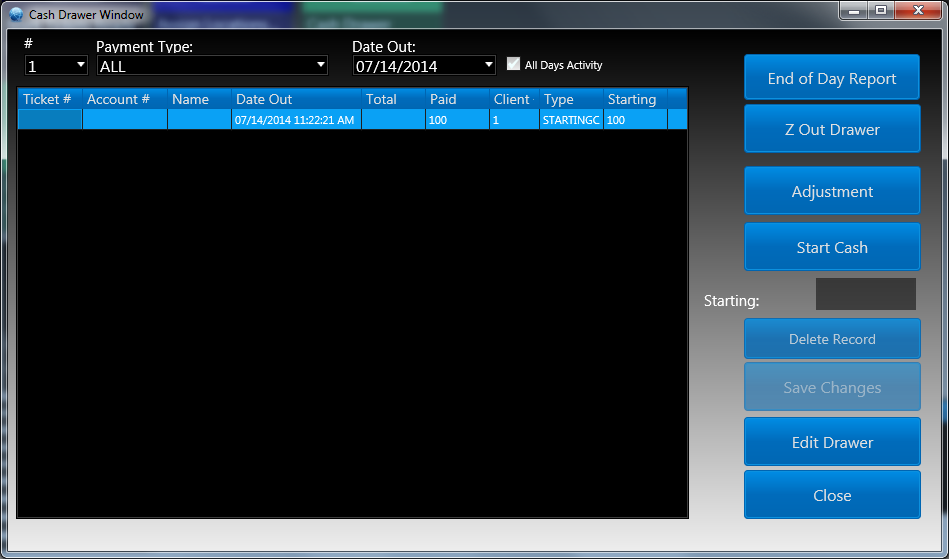 Cash Drawer Window
# Payment Type: Date Out:
1 ALL 07/14/2014 All Days Activity
Ticket # Account # Name Date Out Total Paid Client Type Starting
07/14/2014 11:22:21 AM 100 1 STARTINGC 100
End of Day Report
Z Out Drawer
Adjustment
Start Cash
Starting:
Delete Record
Save Changes
Edit Drawer
Close